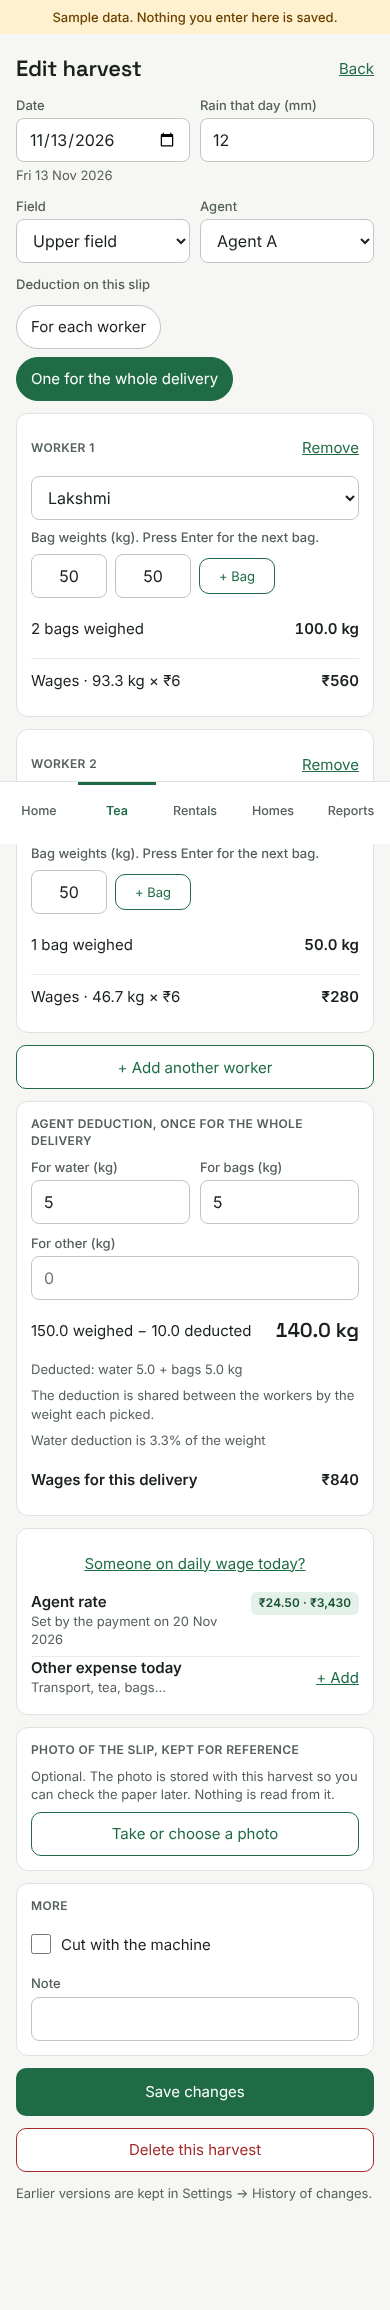 Sample data. Nothing you enter here is saved.
Edit harvest
Back
Date
Rain that day (mm)
11/13/2026
12
Fri 13 Nov 2026
Field
Agent
Upper field
Agent A
Deduction on this slip
For each worker
One for the whole delivery
WORKER 1
Remove
Lakshmi
Bag weights (kg). Press Enter for the next bag.
50
50
+ Bag
2 bags weighed
100.0 kg
Wages · 93.3 kg × ₹6
₹560
WORKER 2
Remove
Home
Tea
Rentals
Homes
Reports
Bag weights (kg). Press Enter for the next bag.
50
+ Bag
1 bag weighed
50.0 kg
Wages · 46.7 kg × ₹6
₹280
+ Add another worker
AGENT DEDUCTION, ONCE FOR THE WHOLE
DELIVERY
For water (kg)
For bags (kg)
5
5
For other (kg)
0
150.0 weighed − 10.0 deducted
140.0 kg
Deducted: water 5.0 + bags 5.0 kg
The deduction is shared between the workers by the
weight each picked.
Water deduction is 3.3% of the weight
Wages for this delivery
₹840
Someone on daily wage today?
Agent rate
₹24.50 · ₹3,430
Set by the payment on 20 Nov
2026
Other expense today
+ Add
Transport, tea, bags…
PHOTO OF THE SLIP, KEPT FOR REFERENCE
Optional. The photo is stored with this harvest so you
can check the paper later. Nothing is read from it.
Take or choose a photo
MORE
Cut with the machine
Note
Save changes
Delete this harvest
Earlier versions are kept in Settings → History of changes.